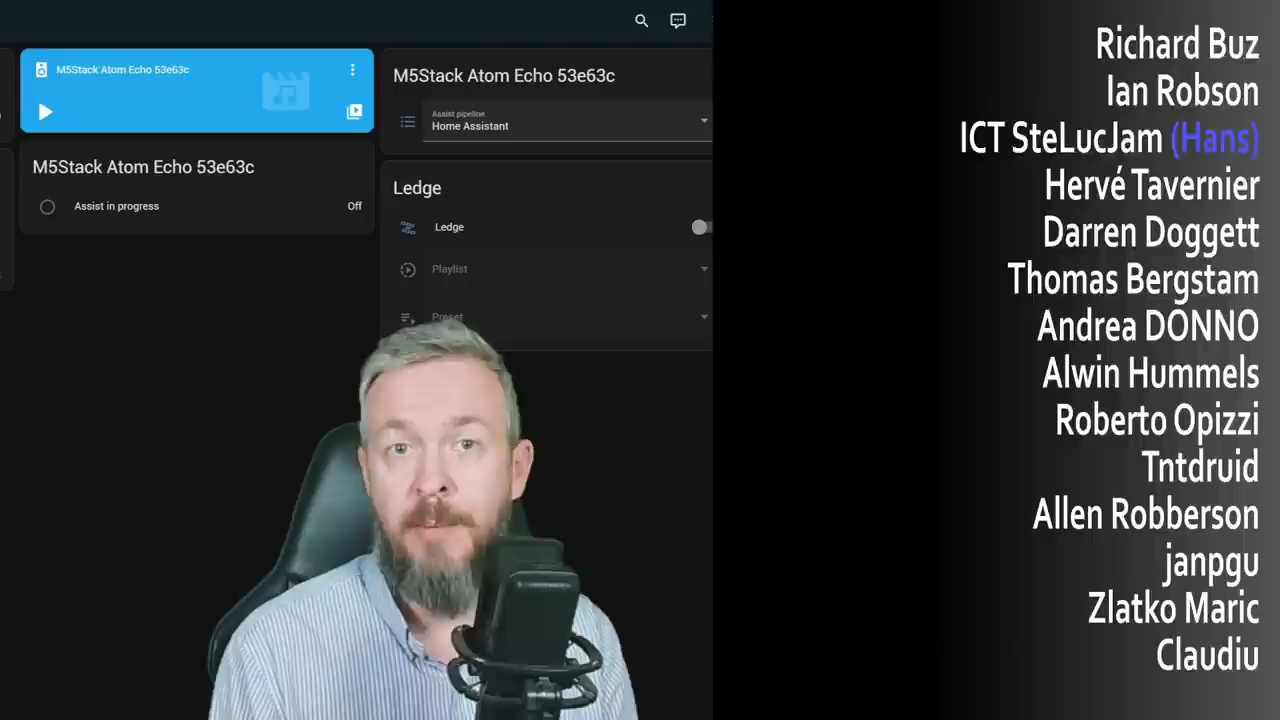 M5Stack Atom Echo 53e63c
M5Stack Atom Echo 53e63c
Assist in progress
Off
M5Stack Atom Echo 53e63c
Assist pipeline
Home Assistant
Ledge
Ledge
Playlist
Preset
Richard Buz
Ian Robson
ICT SteLucJam (Hans)
Hervé Tavernier
Darren Doggett
Thomas Bergstam
Andrea DONNO
Alwin Hummels
Roberto Opizzi
Tntdruid
Allen Robberson
janpgu
Zlatko Maric
Claudiu